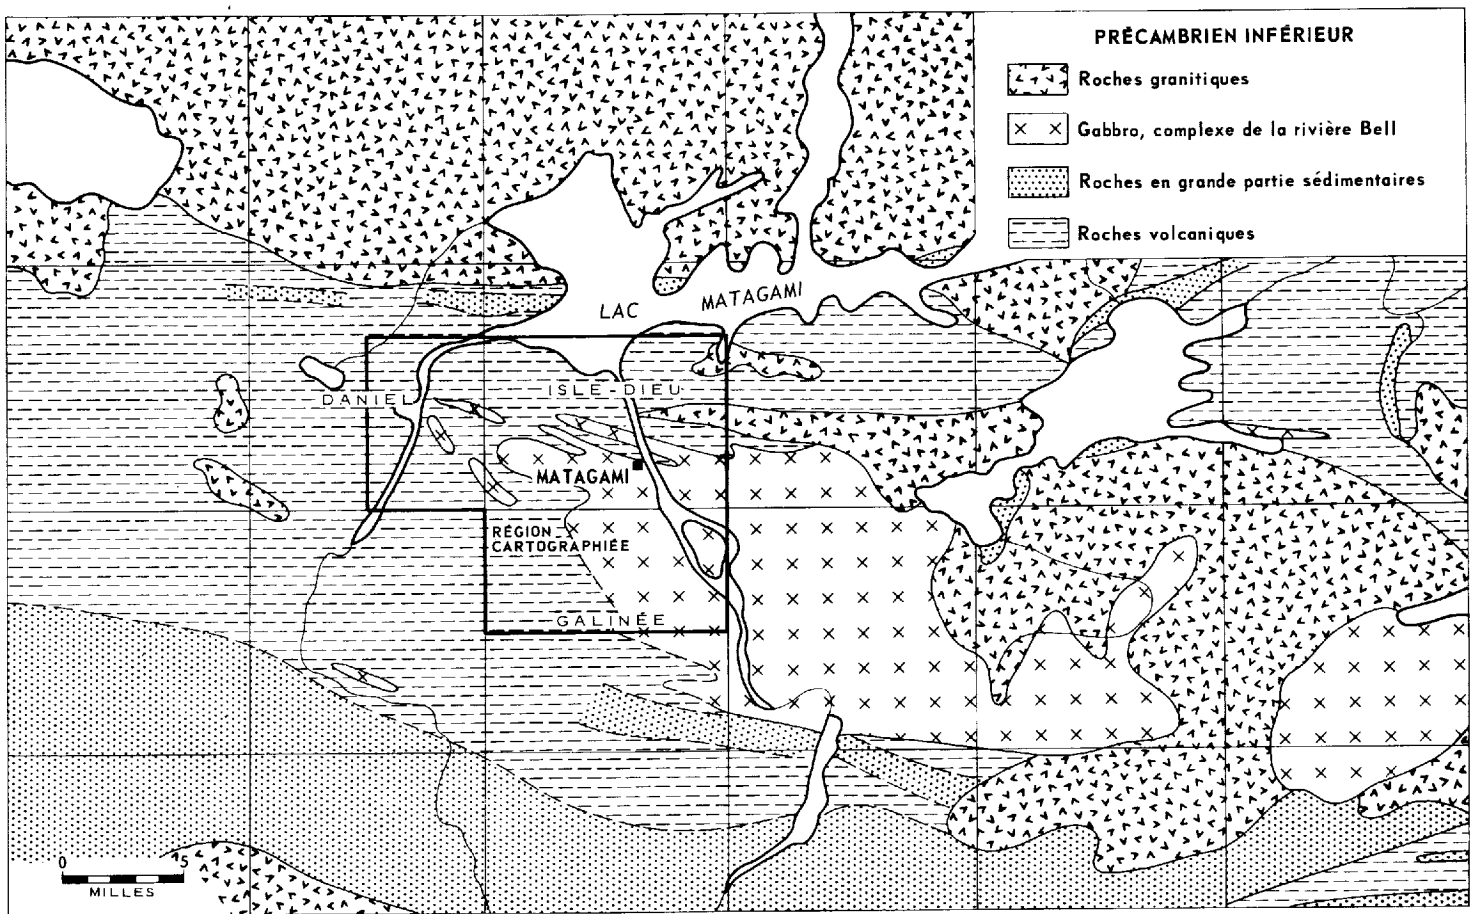 PRÉCAMBRIEN INFÉRIEUR
Roches granitiques
Gabbro, complexe de la rivière Bell
Roches en grande partie sédimentaires
Roches volcaniques
LAC MATAGAMI
DANIEL
ISLE-DIEU
MATAGAMI
RÉGION
CARTOGRAPHIÉE
GALINÉE
0 5
MILLES